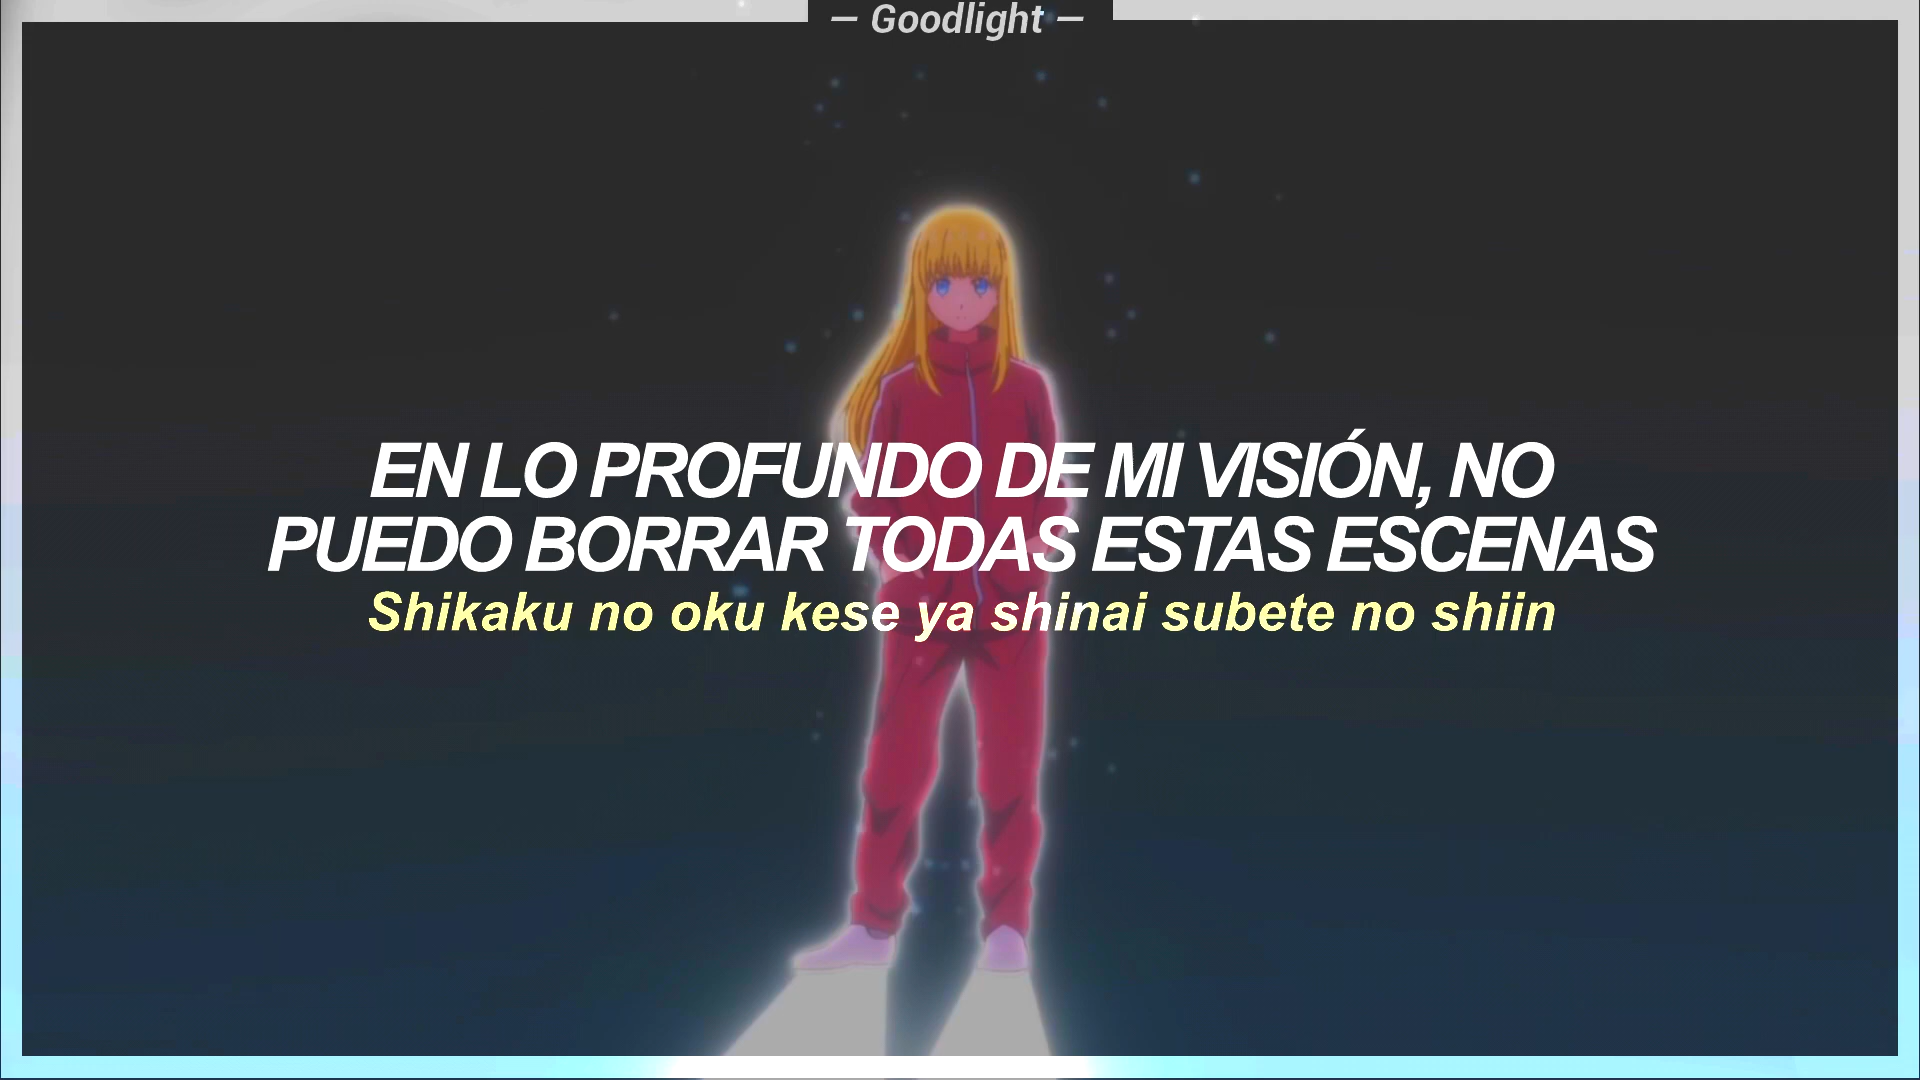 — Goodlight —
EN LO PROFUNDO DE MI VISIÓN, NO
PUEDO BORRAR TODAS ESTAS ESCENAS
Shikaku no oku kese ya shinai subete no shiin